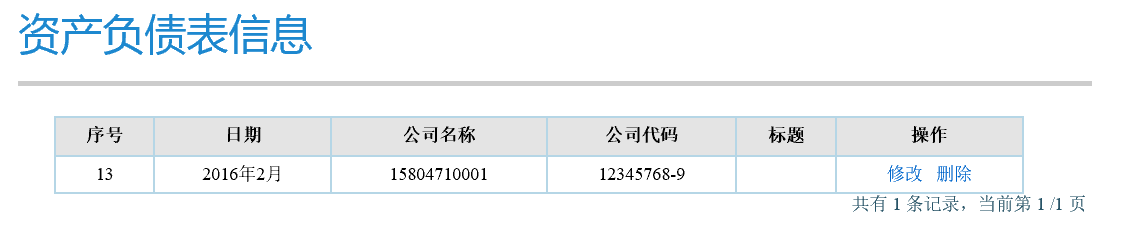 资产负债表信息
序号 日期 公司名称 公司代码 标题 操作
13 2016年2月 15804710001 12345768-9 修改 删除
共有 1 条记录，当前第 1 /1 页